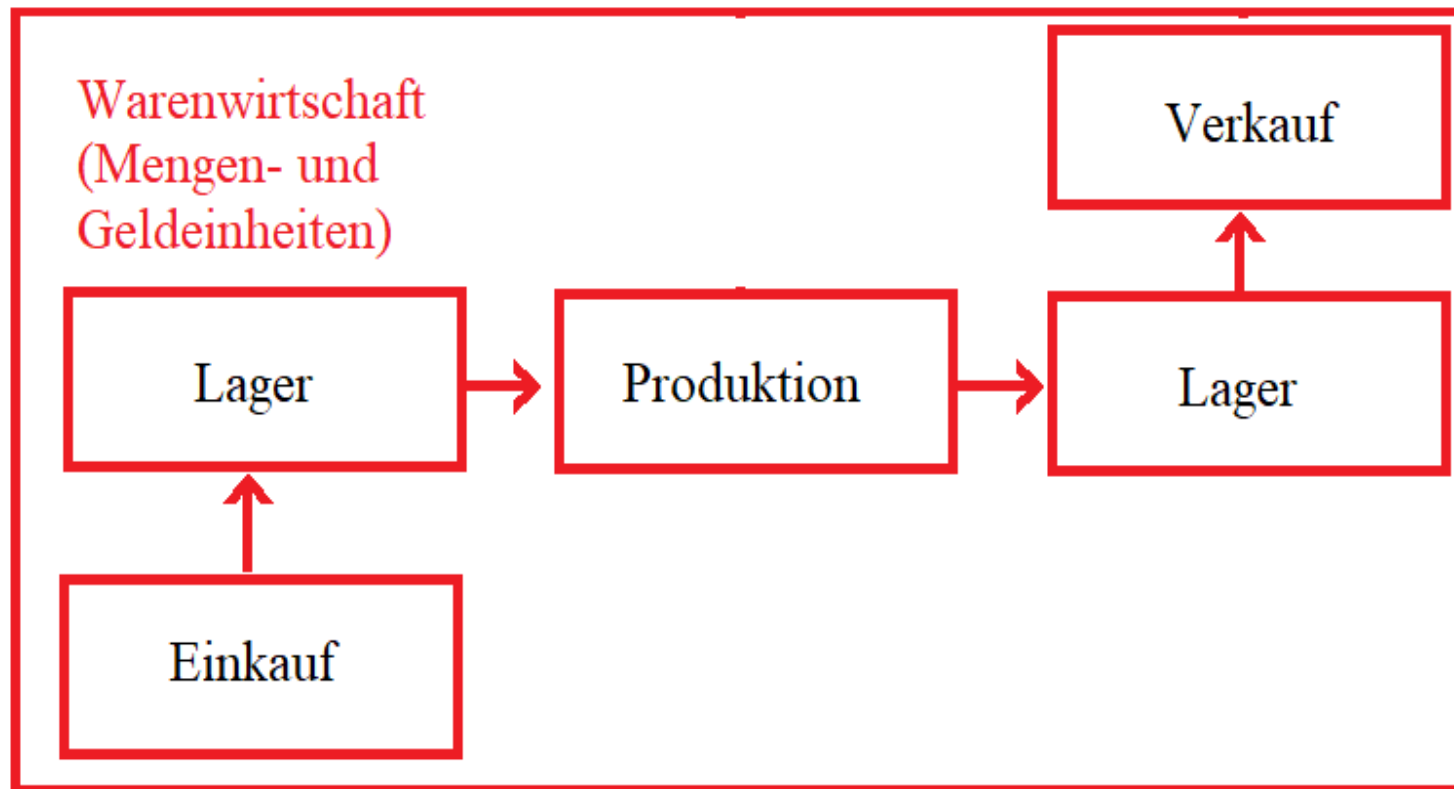 Warenwirtschaft
(Mengen- und
Geldeinheiten)
Verkauf
Lager
Produktion
Lager
Einkauf